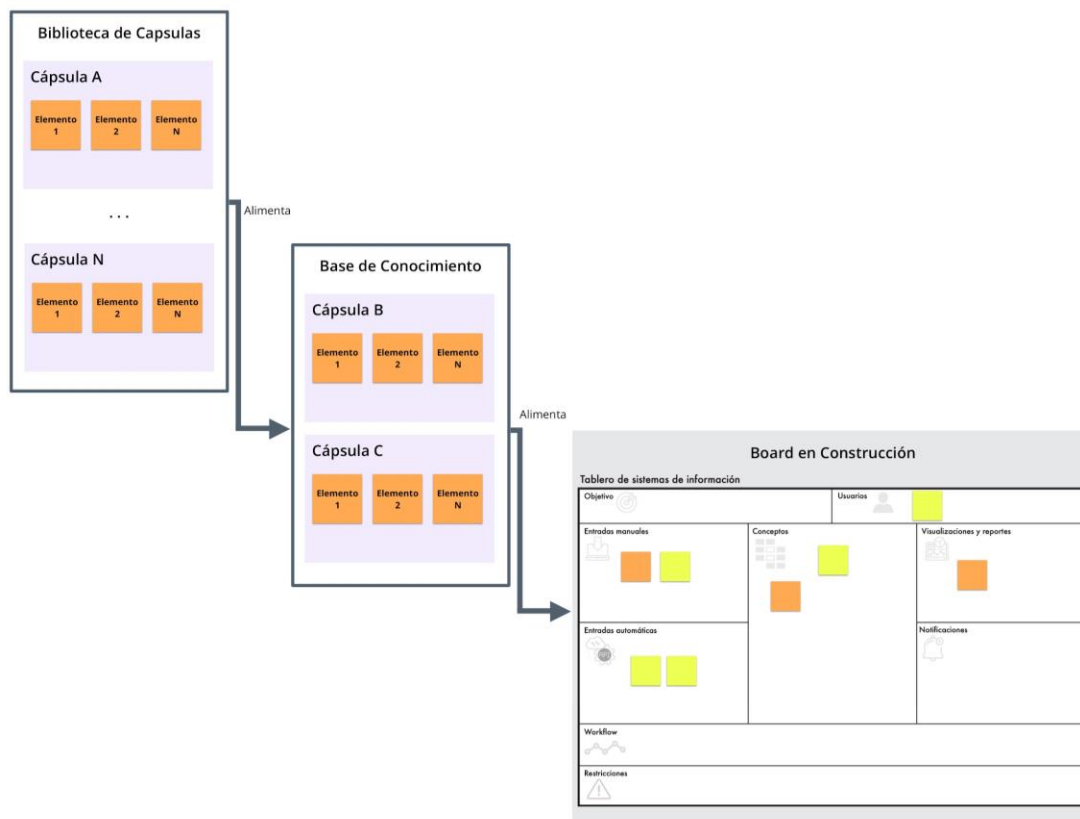 Biblioteca de Capsulas
Cápsula A
Elemento
1
Elemento
2
Elemento
N
...
Cápsula N
Elemento
1
Elemento
2
Elemento
N
Alimenta
Base de Conocimiento
Cápsula B
Elemento
1
Elemento
2
Elemento
N
Cápsula C
Elemento
1
Elemento
2
Elemento
N
Alimenta
Board en Construcción
Tablero de sistemas de información
Objetivo
Usuarios
Entradas manuales
Conceptos
Visualizaciones y reportes
Entradas automáticas
Notificaciones
Workflow
Restricciones